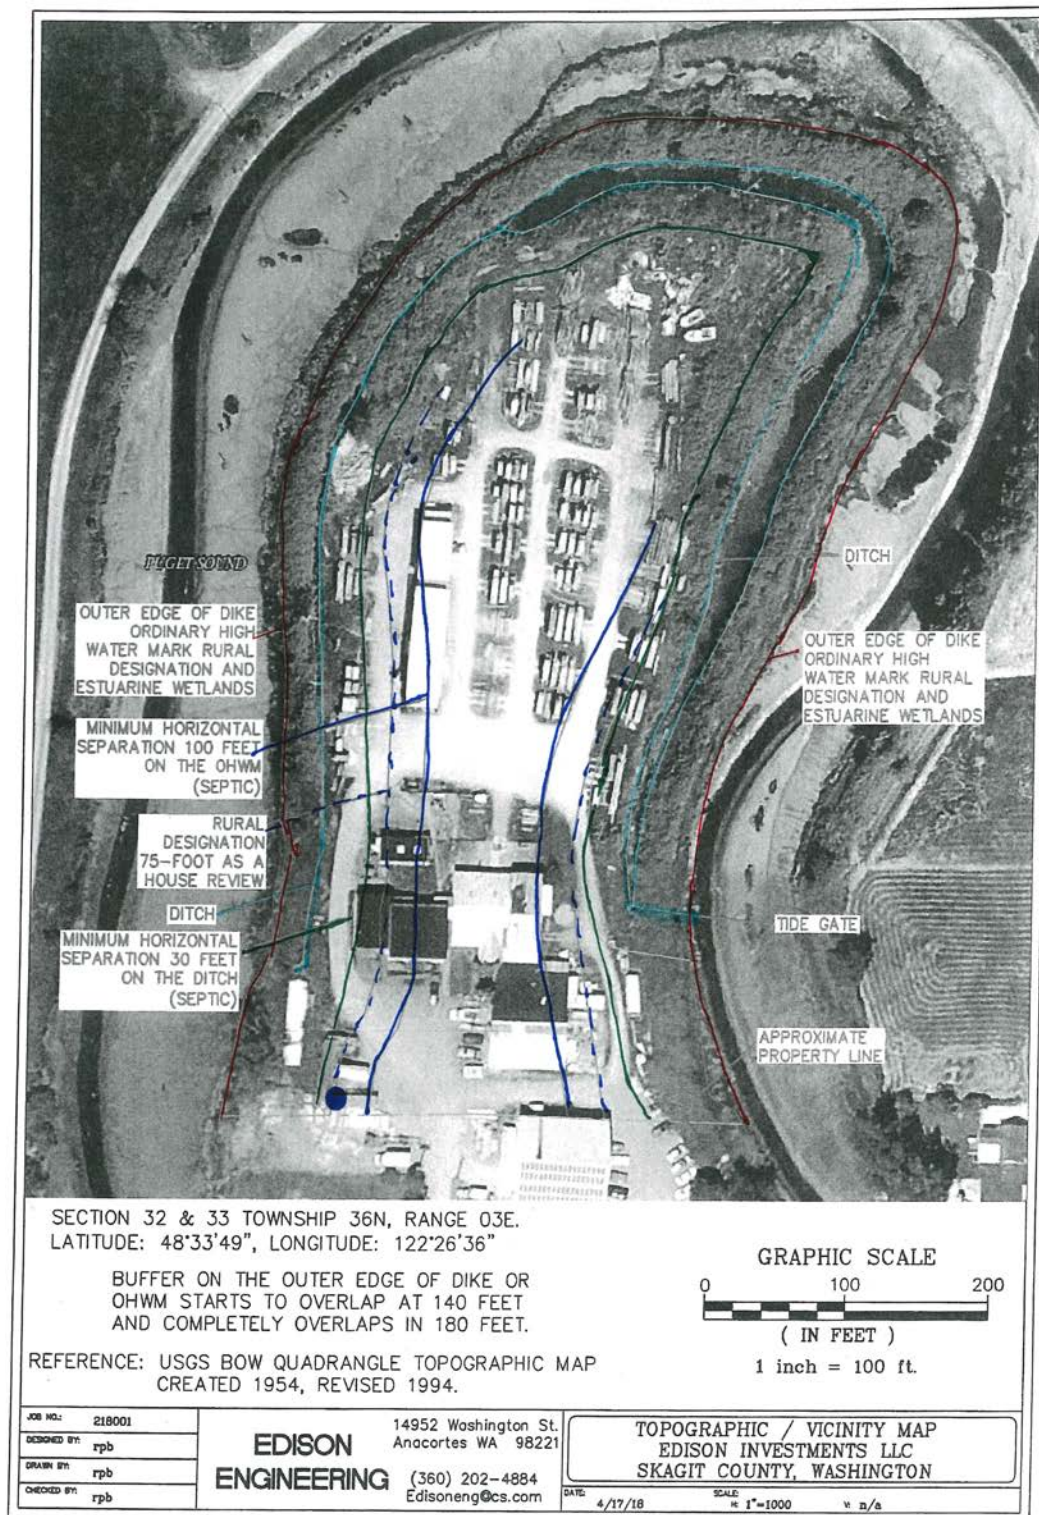 PUGET SOUND
DITCH
OUTER EDGE OF DIKE
ORDINARY HIGH
WATER MARK RURAL
DESIGNATION AND
ESTUARINE WETLANDS
OUTER EDGE OF DIKE
ORDINARY HIGH
WATER MARK RURAL
DESIGNATION AND
ESTUARINE WETLANDS
MINIMUM HORIZONTAL
SEPARATION 100 FEET
ON THE OHWM
(SEPTIC)
RURAL
DESIGNATION
75-FOOT AS A
HOUSE REVIEW
DITCH
TIDE GATE
MINIMUM HORIZONTAL
SEPARATION 30 FEET
ON THE DITCH
(SEPTIC)
APPROXIMATE
PROPERTY LINE
SECTION 32 & 33 TOWNSHIP 36N, RANGE 03E.
LATITUDE: 48°33'49", LONGITUDE: 122°26'36"
BUFFER ON THE OUTER EDGE OF DIKE OR
OHWM STARTS TO OVERLAP AT 140 FEET
AND COMPLETELY OVERLAPS IN 180 FEET.
REFERENCE: USGS BOW QUADRANGLE TOPOGRAPHIC MAP
CREATED 1954, REVISED 1994.
GRAPHIC SCALE
0 100 200
( IN FEET )
1 inch = 100 ft.
JOB NO.: 218001
DESIGNED BY: rpb
DRAWN BY: rpb
CHECKED BY: rpb
EDISON
ENGINEERING
14952 Washington St.
Anacortes WA 98221
(360) 202-4884
Edisoneng@cs.com
TOPOGRAPHIC / VICINITY MAP
EDISON INVESTMENTS LLC
SKAGIT COUNTY, WASHINGTON
DATE: 4/17/18
SCALE: H: 1"=1000 V: n/a